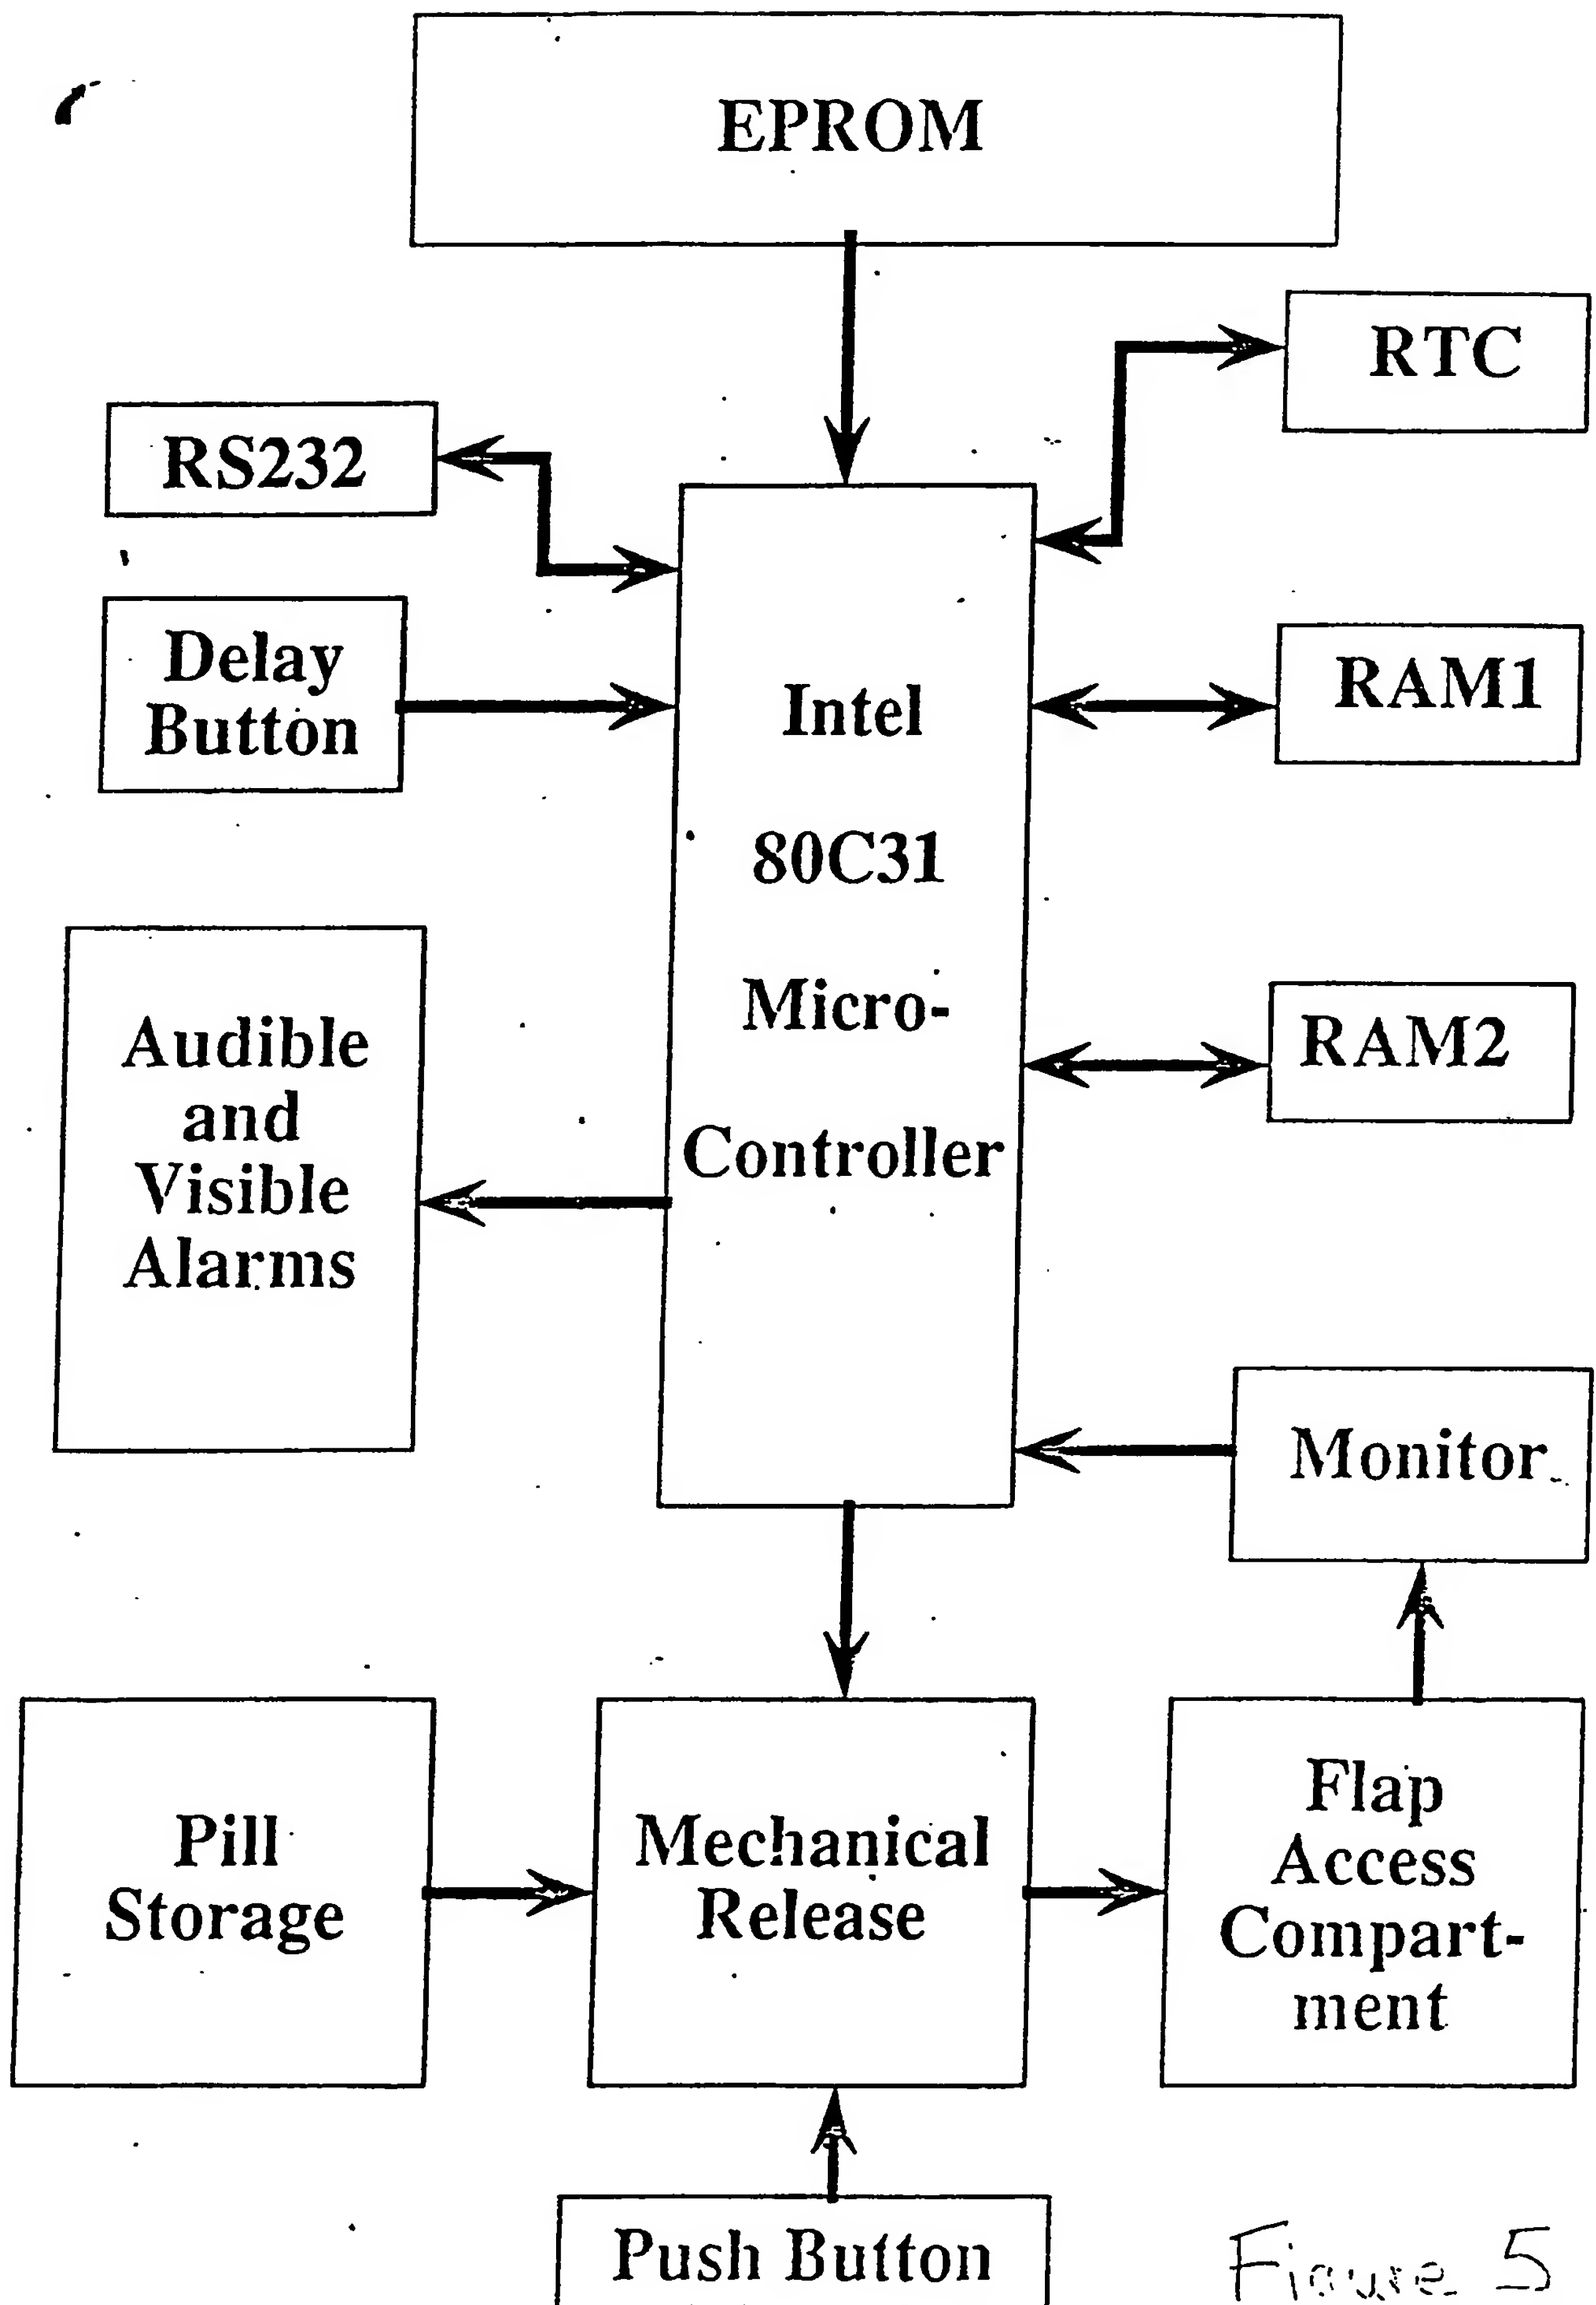 EPROM
RTC
RS232
Delay
Button
Intel
80C31
Micro-
Controller
RAM1
RAM2
Audible
and
Visible
Alarms
Monitor
Pill
Storage
Mechanical
Release
Flap
Access
Compart-
ment
Push Button
Figure 5